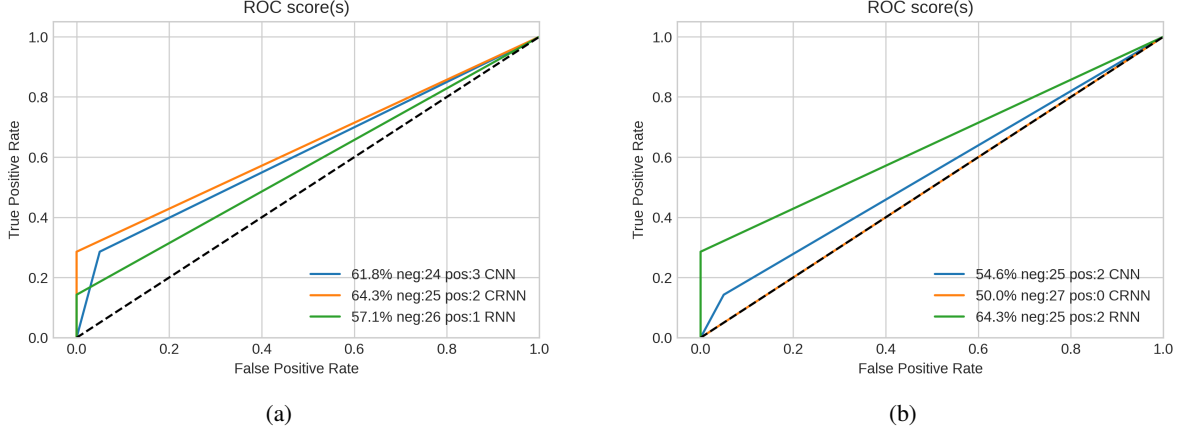 ROC score(s)
1.0
0.8
0.6
0.4
0.2
0.0
True Positive Rate
61.8% neg:24 pos:3 CNN
64.3% neg:25 pos:2 CRNN
57.1% neg:26 pos:1 RNN
0.0 0.2 0.4 0.6 0.8 1.0
False Positive Rate
(a)
ROC score(s)
1.0
0.8
0.6
0.4
0.2
0.0
True Positive Rate
54.6% neg:25 pos:2 CNN
50.0% neg:27 pos:0 CRNN
64.3% neg:25 pos:2 RNN
0.0 0.2 0.4 0.6 0.8 1.0
False Positive Rate
(b)